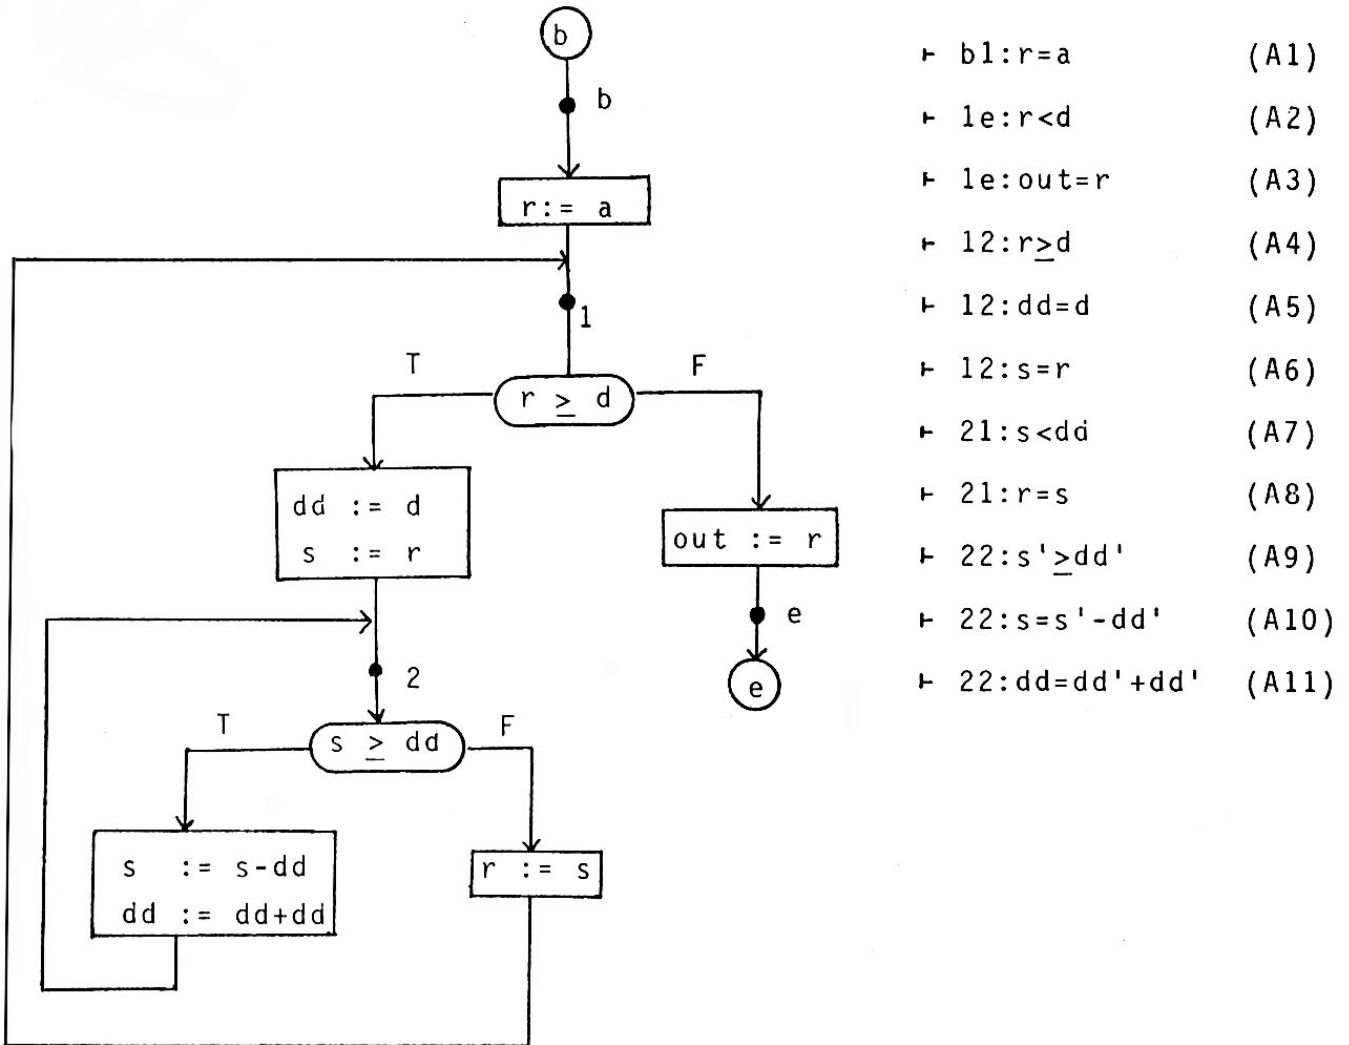 b
b
r:= a
1
T
F
r ≥ d
dd := d
s := r
out := r
e
e
2
T
F
s ≥ dd
s := s-dd
dd := dd+dd
r := s
⊢ b1:r=a (A1)
⊢ 1e:r<d (A2)
⊢ 1e:out=r (A3)
⊢ 12:r≥d (A4)
⊢ 12:dd=d (A5)
⊢ 12:s=r (A6)
⊢ 21:s<dd (A7)
⊢ 21:r=s (A8)
⊢ 22:s'≥dd' (A9)
⊢ 22:s=s'-dd' (A10)
⊢ 22:dd=dd'+dd' (A11)